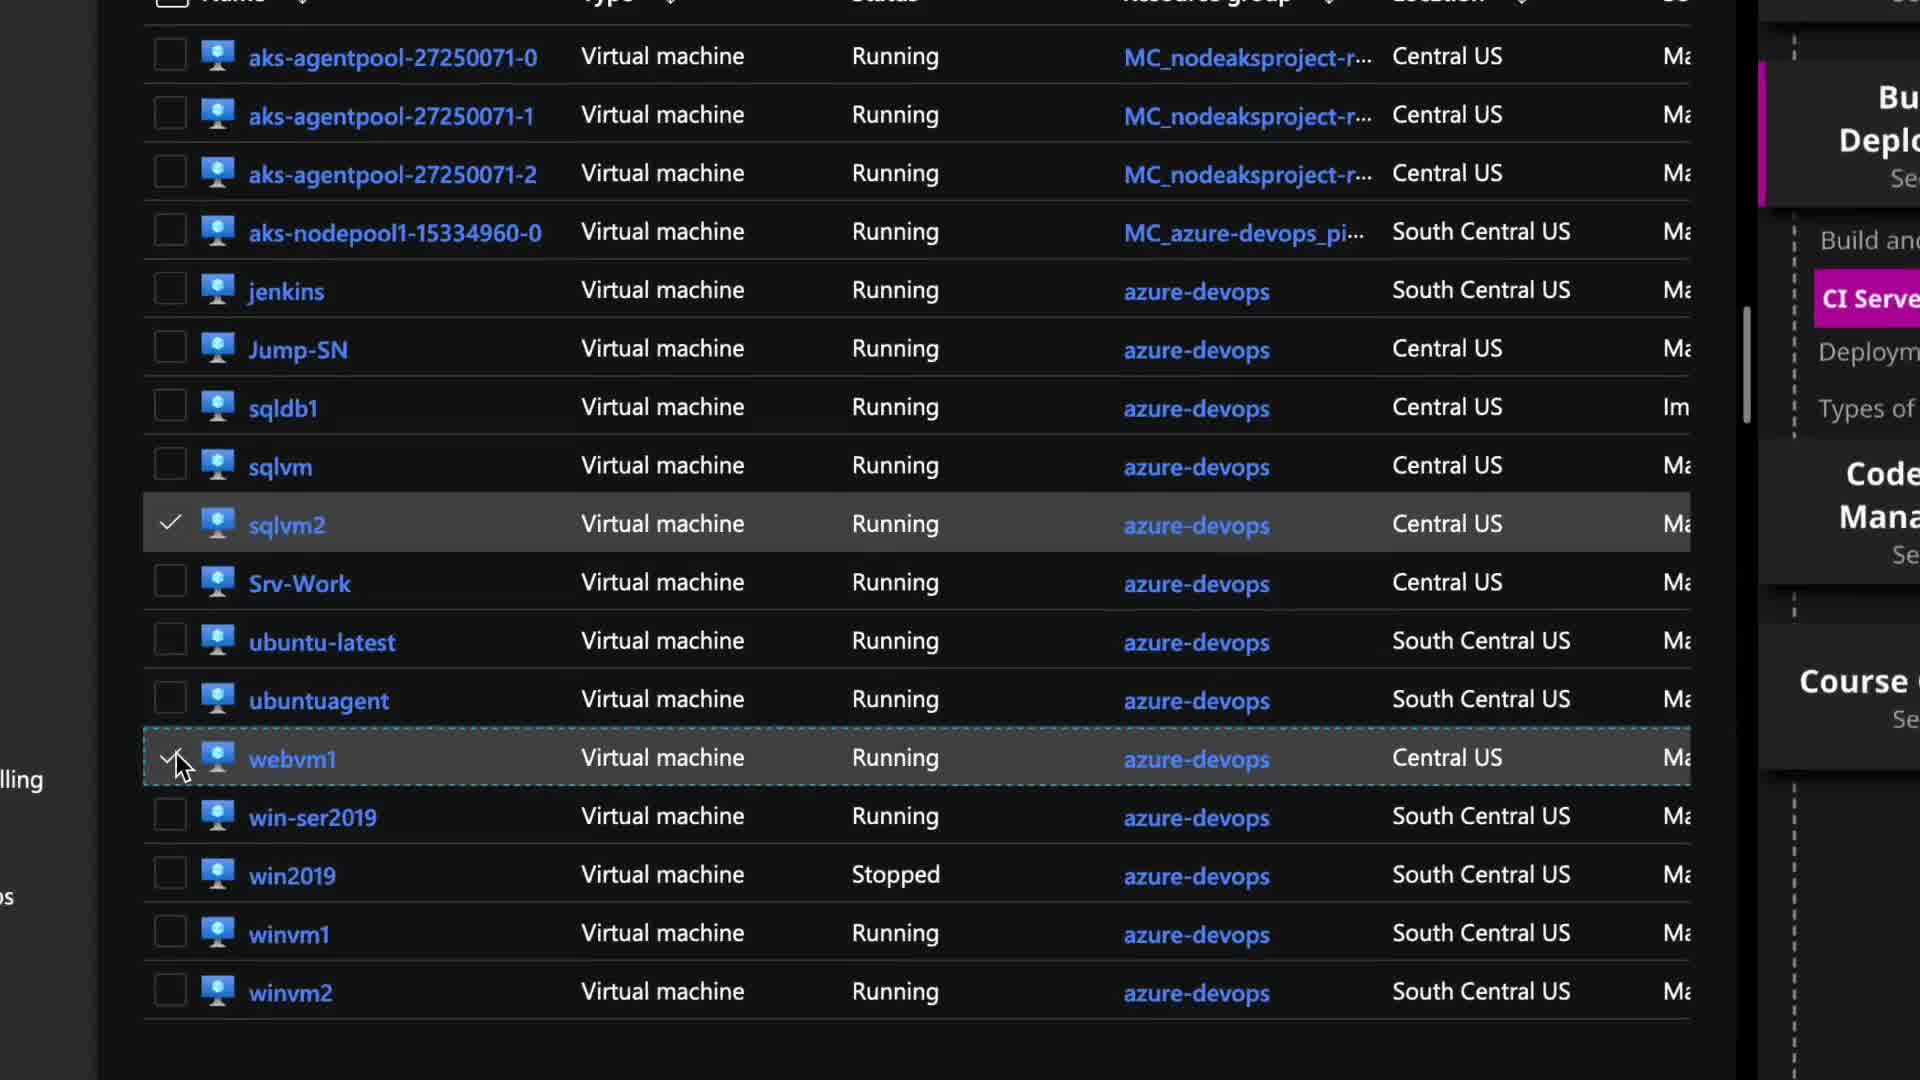 Name Type Status Resource group Location
aks-agentpool-27250071-0 Virtual machine Running MC_nodeaksproject-r··· Central US Ma
aks-agentpool-27250071-1 Virtual machine Running MC_nodeaksproject-r··· Central US Ma
aks-agentpool-27250071-2 Virtual machine Running MC_nodeaksproject-r··· Central US Ma
aks-nodepool1-15334960-0 Virtual machine Running MC_azure-devops_pi··· South Central US Ma
jenkins Virtual machine Running azure-devops South Central US Ma
Jump-SN Virtual machine Running azure-devops Central US Ma
sqldb1 Virtual machine Running azure-devops Central US Im
sqlvm Virtual machine Running azure-devops Central US Ma
sqlvm2 Virtual machine Running azure-devops Central US Ma
Srv-Work Virtual machine Running azure-devops Central US Ma
ubuntu-latest Virtual machine Running azure-devops South Central US Ma
ubuntuagent Virtual machine Running azure-devops South Central US Ma
webvm1 Virtual machine Running azure-devops Central US Ma
win-ser2019 Virtual machine Running azure-devops South Central US Ma
win2019 Virtual machine Stopped azure-devops South Central US Ma
winvm1 Virtual machine Running azure-devops South Central US Ma
winvm2 Virtual machine Running azure-devops South Central US Ma
lling
os
Bu
Deplo
Se
Build and
CI Serve
Deploym
Types of
Code
Mana
Se
Course
Se